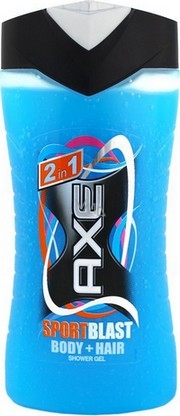 2 in 1
AXE
SPORTBLAST
BODY + HAIR
SHOWER GEL